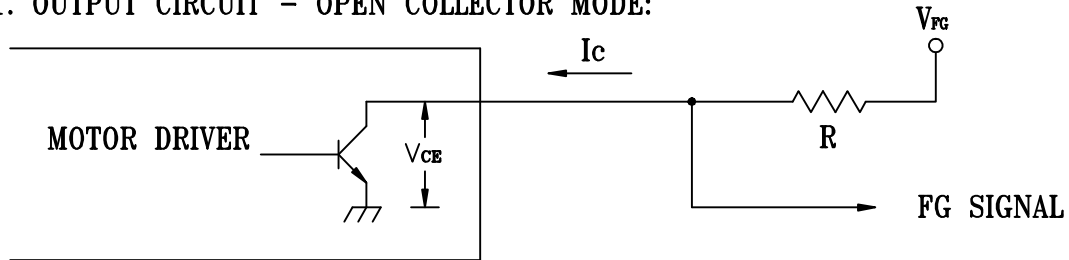 . OUTPUT CIRCUIT - OPEN COLLECTOR MODE:
VFG
Ic
MOTOR DRIVER
VCE
R
FG SIGNAL